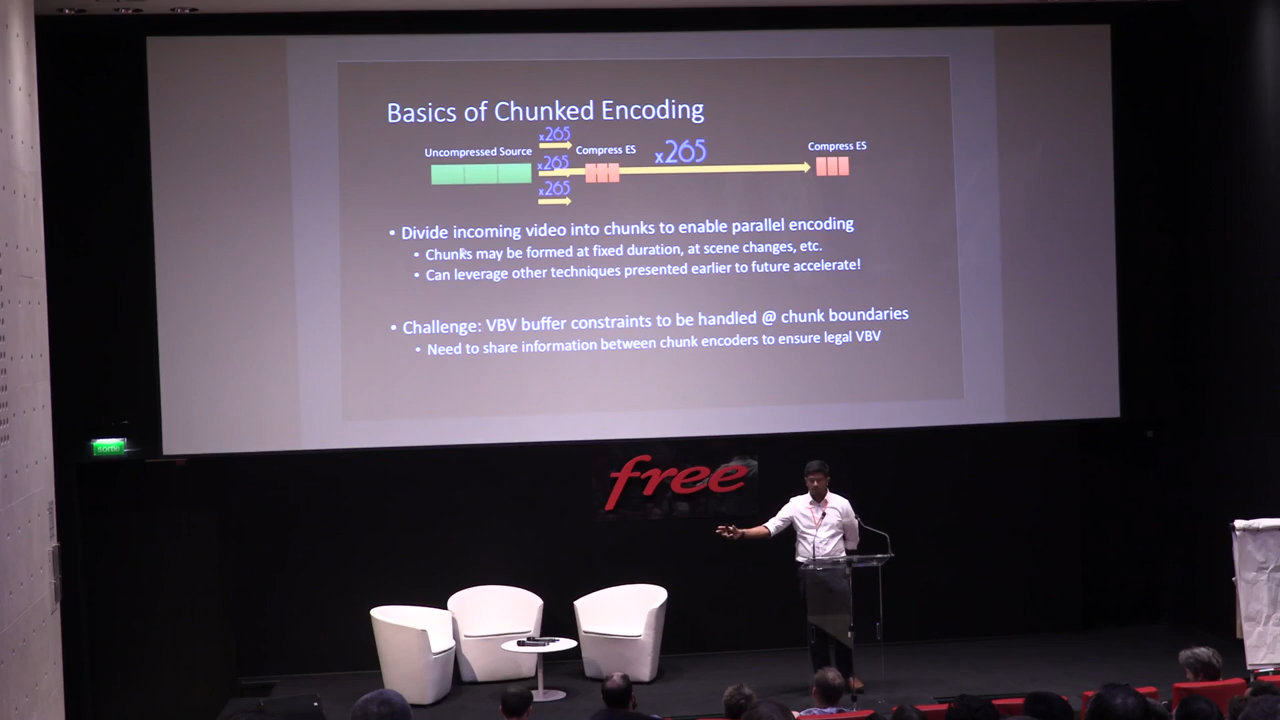 Basics of Chunked Encoding
x265
Uncompressed Source
Compress ES
x265
Compress ES
x265
x265
• Divide incoming video into chunks to enable parallel encoding
• Chunks may be formed at fixed duration, at scene changes, etc.
• Can leverage other techniques presented earlier to future accelerate!
• Challenge: VBV buffer constraints to be handled @ chunk boundaries
• Need to share information between chunk encoders to ensure legal VBV
sortie
free